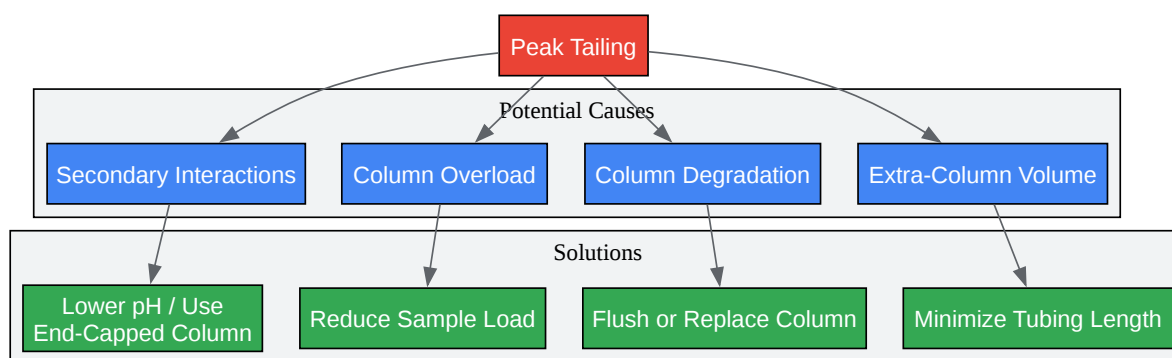 Peak Tailing
Potential Causes
Secondary Interactions
Column Overload
Column Degradation
Extra-Column Volume
Solutions
Lower pH / Use
End-Capped Column
Reduce Sample Load
Flush or Replace Column
Minimize Tubing Length